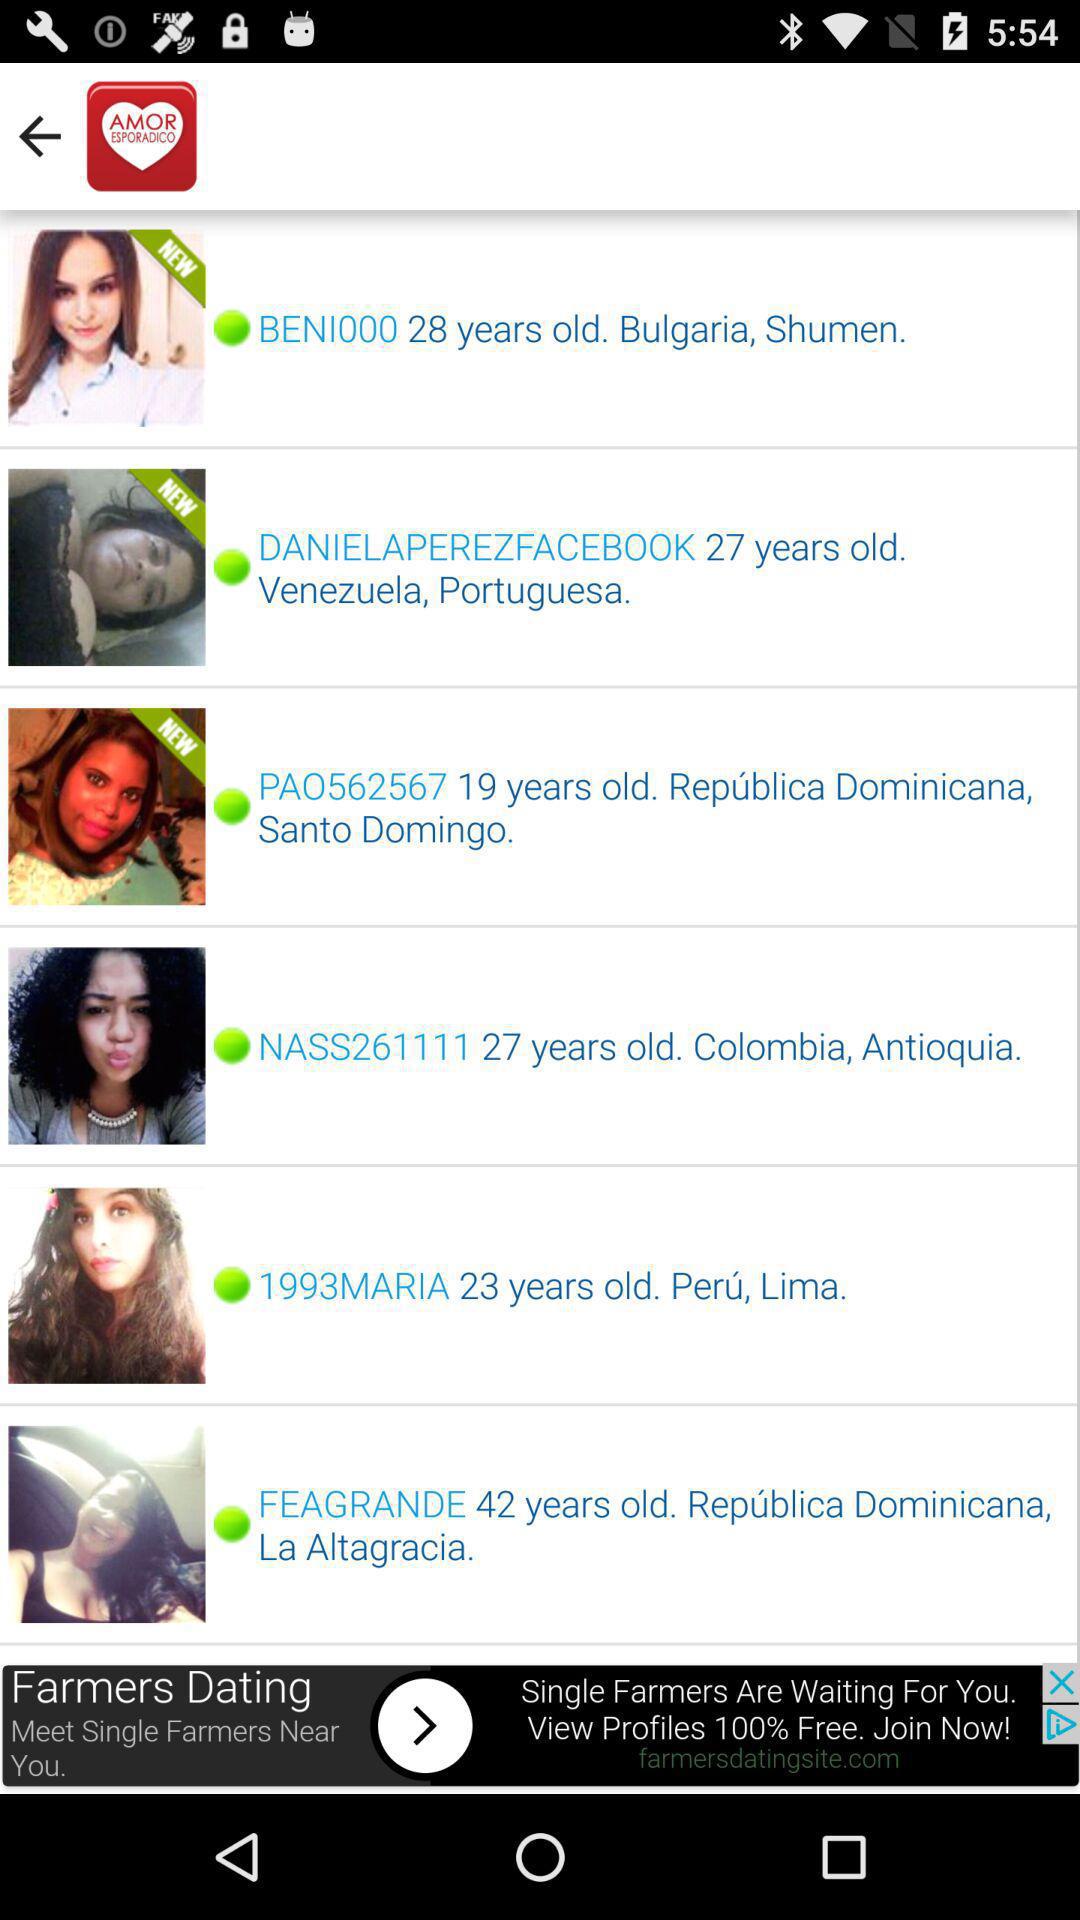 FAKE
5:54
AMOR
ESPORADICO
NEW
BENI000 28 years old. Bulgaria, Shumen.
NEW
DANIELAPEREZFACEBOOK 27 years old.
Venezuela, Portuguesa.
NEW
PAO562567 19 years old. República Dominicana,
Santo Domingo.
NASS261111 27 years old. Colombia, Antioquia.
1993MARIA 23 years old. Perú, Lima.
FEAGRANDE 42 years old. República Dominicana,
La Altagracia.
Farmers Dating
Meet Single Farmers Near
You.
Single Farmers Are Waiting For You.
View Profiles 100% Free. Join Now!
farmersdatingsite.com